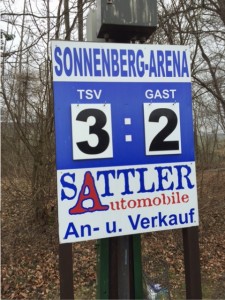 SONNENBERG-ARENA
TSV GAST
3 : 2
SATTLER
Automobile
An- u. Verkauf